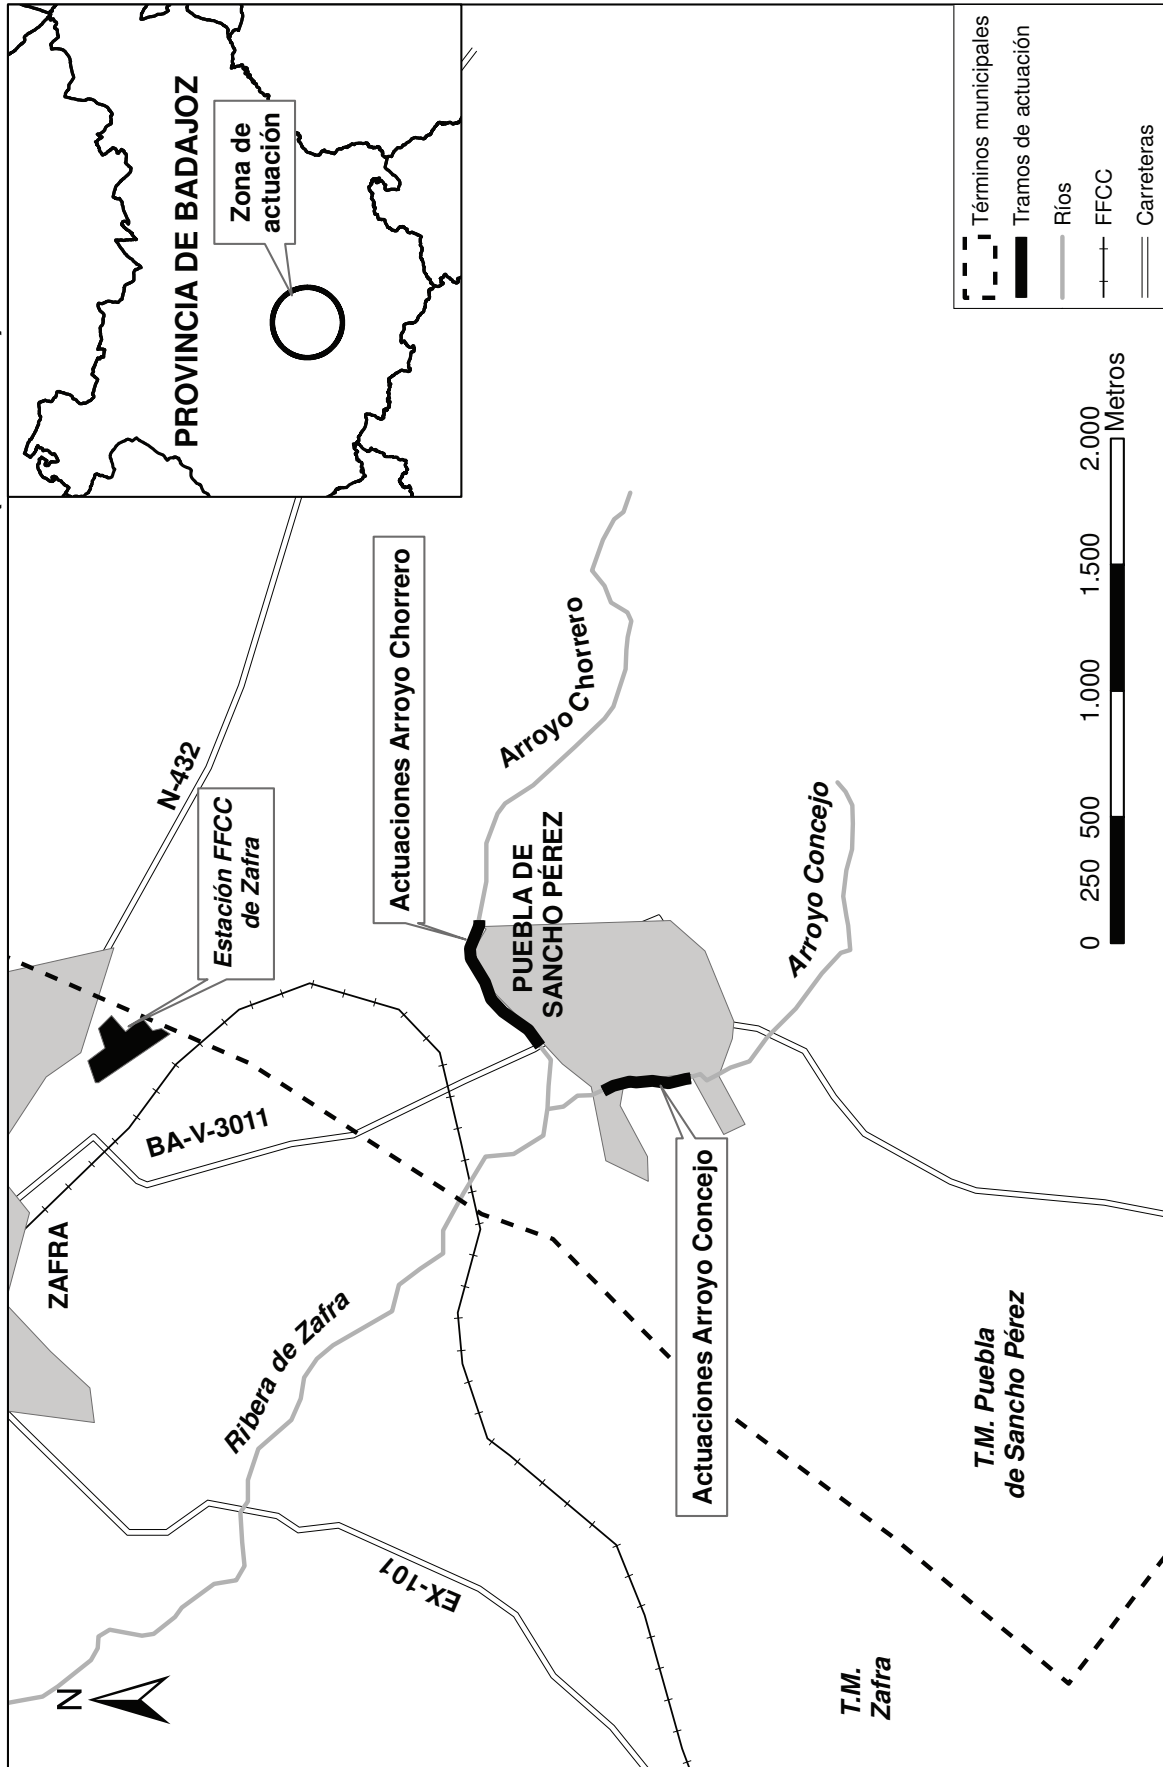 PROVINCIA DE BADAJOZ
Zona de
actuación
N
ZAFRA
BA-V-3011
Estación FFCC
de Zafra
N-432
Ribera de Zafra
EX-101
Actuaciones Arroyo Chorrero
Arroyo Chorrero
PUEBLA DE
SANCHO PÉREZ
Actuaciones Arroyo Concejo
Arroyo Concejo
T.M.
Zafra
T.M. Puebla
de Sancho Pérez
0 250 500 1.000 1.500 2.000
Metros
Términos municipales
Tramos de actuación
Ríos
FFCC
Carreteras